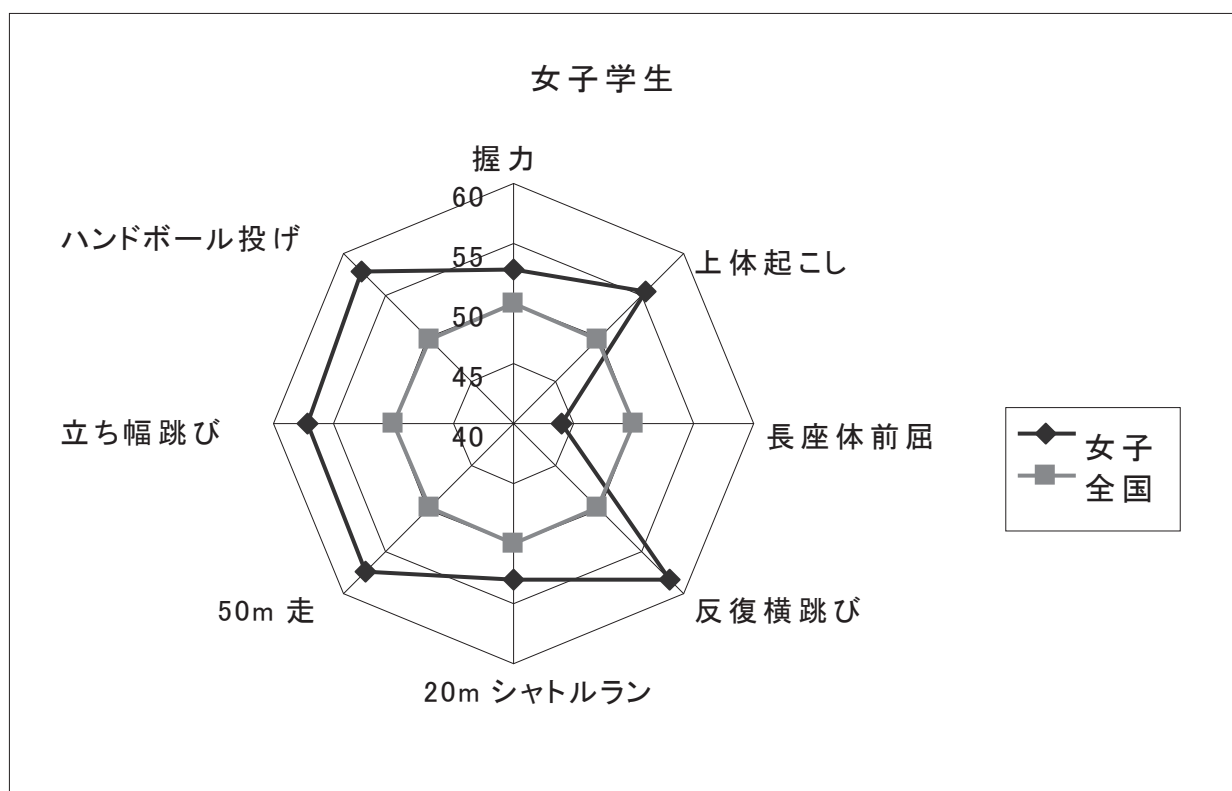 女子学生
握力
60
55
50
45
40
上体起こし
長座体前屈
反復横跳び
20m シャトルラン
50m 走
立ち幅跳び
ハンドボール投げ
女子
全国